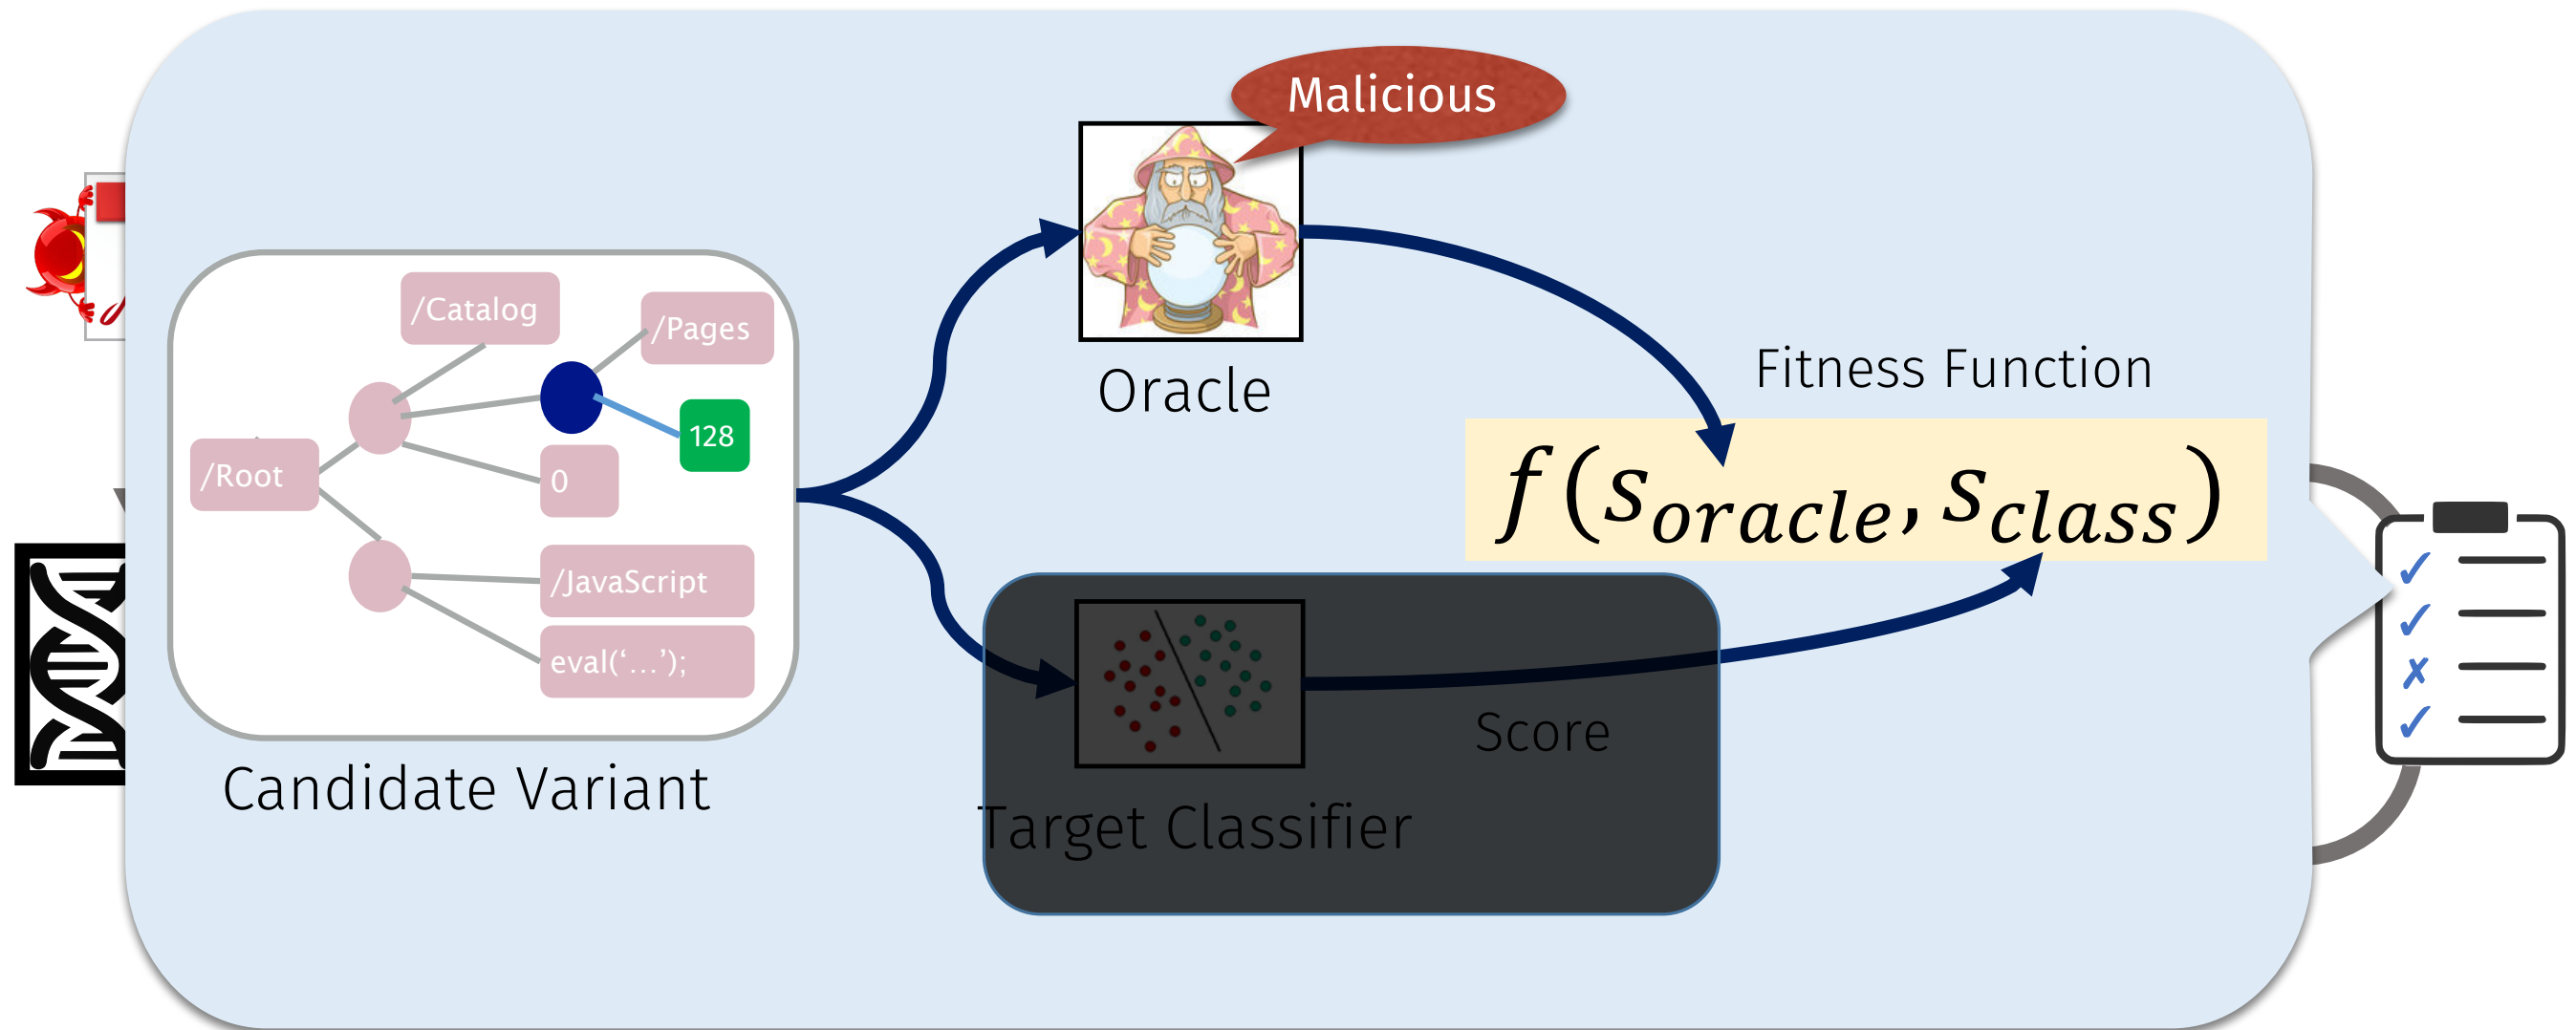 Malicious
/Catalog
/Pages
128
/Root
0
/JavaScript
eval(‘...’);
Candidate Variant
Oracle
Fitness Function
f(s_oracle, s_class)
Score
Target Classifier